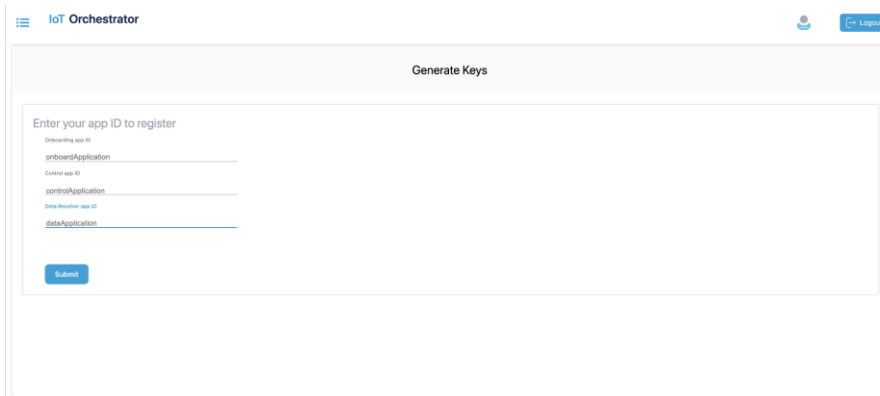 IoT Orchestrator
Generate Keys
Enter your app ID to register
Onboarding app ID
onboardApplication
Control app ID
controlApplication
Data Receiver app ID
dataApplication
Submit